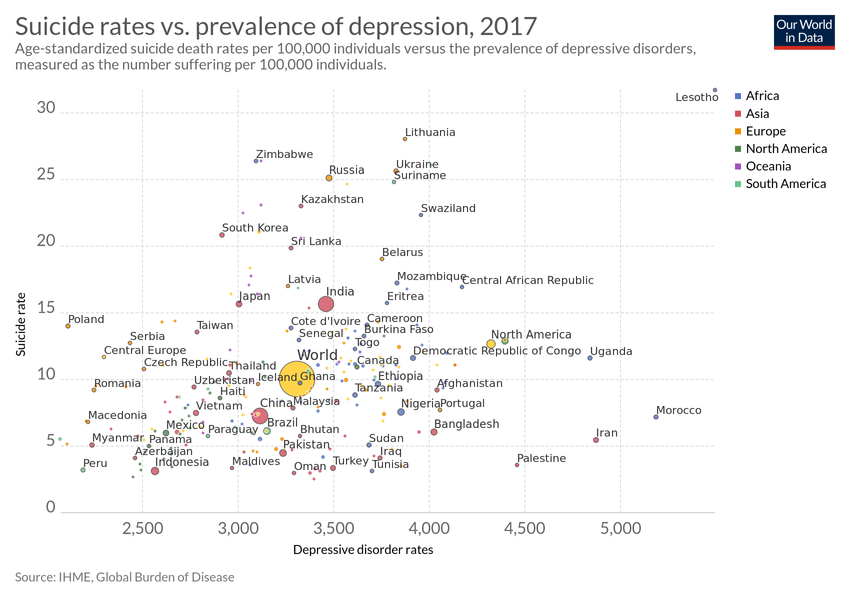 Suicide rates vs. prevalence of depression, 2017
Age-standardized suicide death rates per 100,000 individuals versus the prevalence of depressive disorders,
measured as the number suffering per 100,000 individuals.
Our World
in Data
Africa
Asia
Europe
North America
Oceania
South America
Suicide rate
30
25
20
15
10
5
0
Lesotho
Lithuania
Zimbabwe
Russia
Ukraine
Suriname
Kazakhstan
Swaziland
South Korea
Sri Lanka
Belarus
Latvia
Mozambique
Central African Republic
Japan
India
Eritrea
Poland
Taiwan
Cote d'Ivoire
Cameroon
Senegal
Burkina Faso
North America
Serbia
Togo
Central Europe
World
Democratic Republic of Congo
Uganda
Czech Republic
Thailand
Canada
Romania
Uzbekistan
Iceland
Ghana
Ethiopia
Haiti
Tanzania
Afghanistan
Vietnam
China
Malaysia
Nigeria
Portugal
Macedonia
Morocco
Mexico
Paraguay
Brazil
Bhutan
Bangladesh
Myanmar
Panama
Pakistan
Sudan
Iran
Azerbaijan
Iraq
Peru
Indonesia
Maldives
Oman
Turkey
Tunisia
Palestine
2,500
3,000
3,500
4,000
4,500
5,000
Depressive disorder rates
Source: IHME, Global Burden of Disease